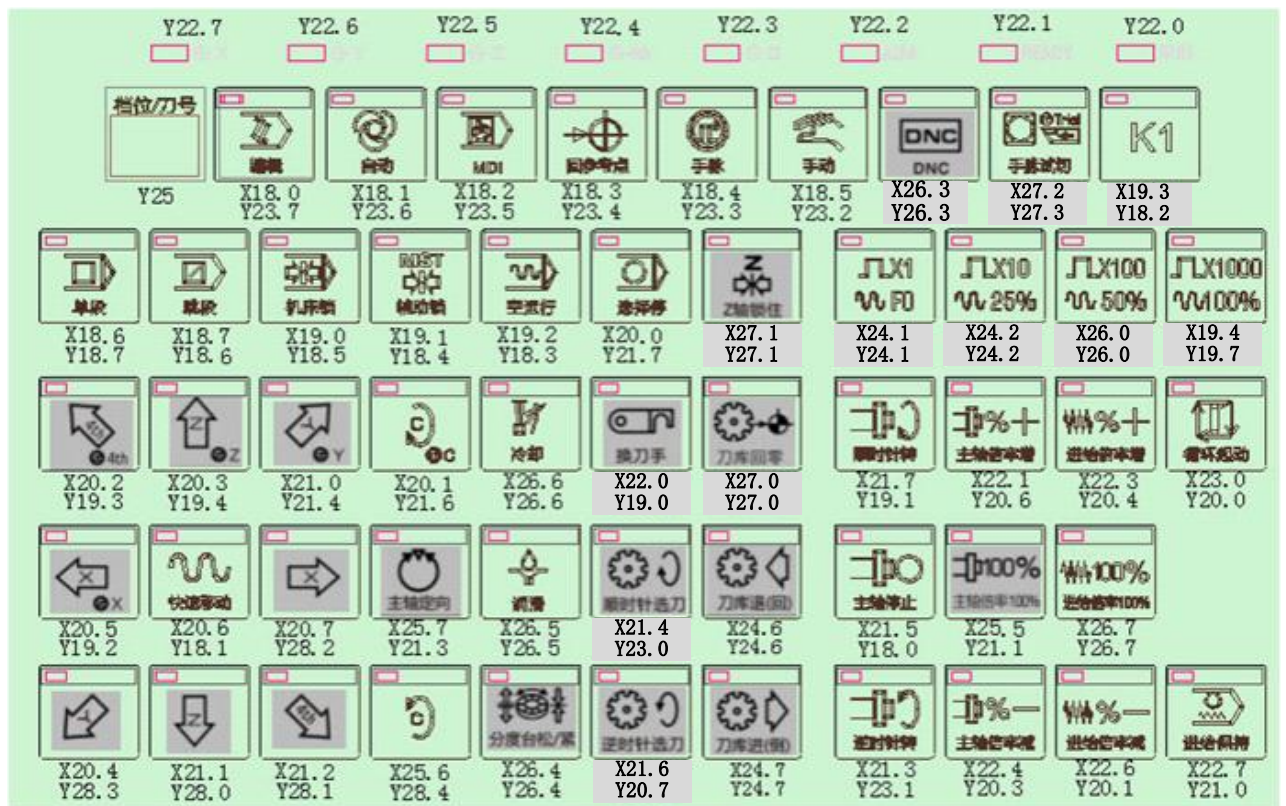 Y22.7 Y22.6 Y22.5 Y22.4 Y22.3 Y22.2 Y22.1 Y22.0
档位/刀号 编辑 自动 MDI 回参考点 手脉 手动 DNC DNC 手脉试切 K1
Y25 X18.0 X18.1 X18.2 X18.3 X18.4 X18.5 X26.3 X27.2 X19.3
Y23.7 Y23.6 Y23.5 Y23.4 Y23.3 Y23.2 Y26.3 Y27.3 Y18.2
MST Z X1 X10 X100 X1000
F0 25% 50% 100%
单段 跳段 机床锁 辅助锁 空运行 选择停 Z轴锁住
X18.6 X18.7 X19.0 X19.1 X19.2 X20.0 X27.1 X24.1 X24.2 X26.0 X19.4
Y18.7 Y18.6 Y18.5 Y18.4 Y18.3 Y21.7 Y27.1 Y24.1 Y24.2 Y26.0 Y19.7
4th Z Y C %+ %+
4th Z Y C 冷却 换刀手 刀库回零 顺时针转 主轴倍率增 进给倍率增 循环起动
X20.2 X20.3 X21.0 X20.1 X26.6 X22.0 X27.0 X21.7 X22.1 X22.3 X23.0
Y19.3 Y19.4 Y21.4 Y21.6 Y26.6 Y19.0 Y27.0 Y19.1 Y20.6 Y20.4 Y20.0
X X 100% 100%
X 快速移动 主轴定向 润滑 顺时针选刀 刀库退(回) 主轴停止 主轴倍率100% 进给倍率100%
X20.5 X20.6 X20.7 X25.7 X26.5 X21.4 X24.6 X21.5 X25.5 X26.7
Y19.2 Y18.1 Y28.2 Y21.3 Y26.5 Y23.0 Y24.6 Y18.0 Y21.1 Y26.7
Y Z 4th C %− %−
分度台松/紧 逆时针选刀 刀库进(倒) 逆时针转 主轴倍率减 进给倍率减 进给保持
X20.4 X21.1 X21.2 X25.6 X26.4 X21.6 X24.7 X21.3 X22.4 X22.6 X22.7
Y28.3 Y28.0 Y28.1 Y28.4 Y26.4 Y20.7 Y24.7 Y23.1 Y20.3 Y20.1 Y21.0